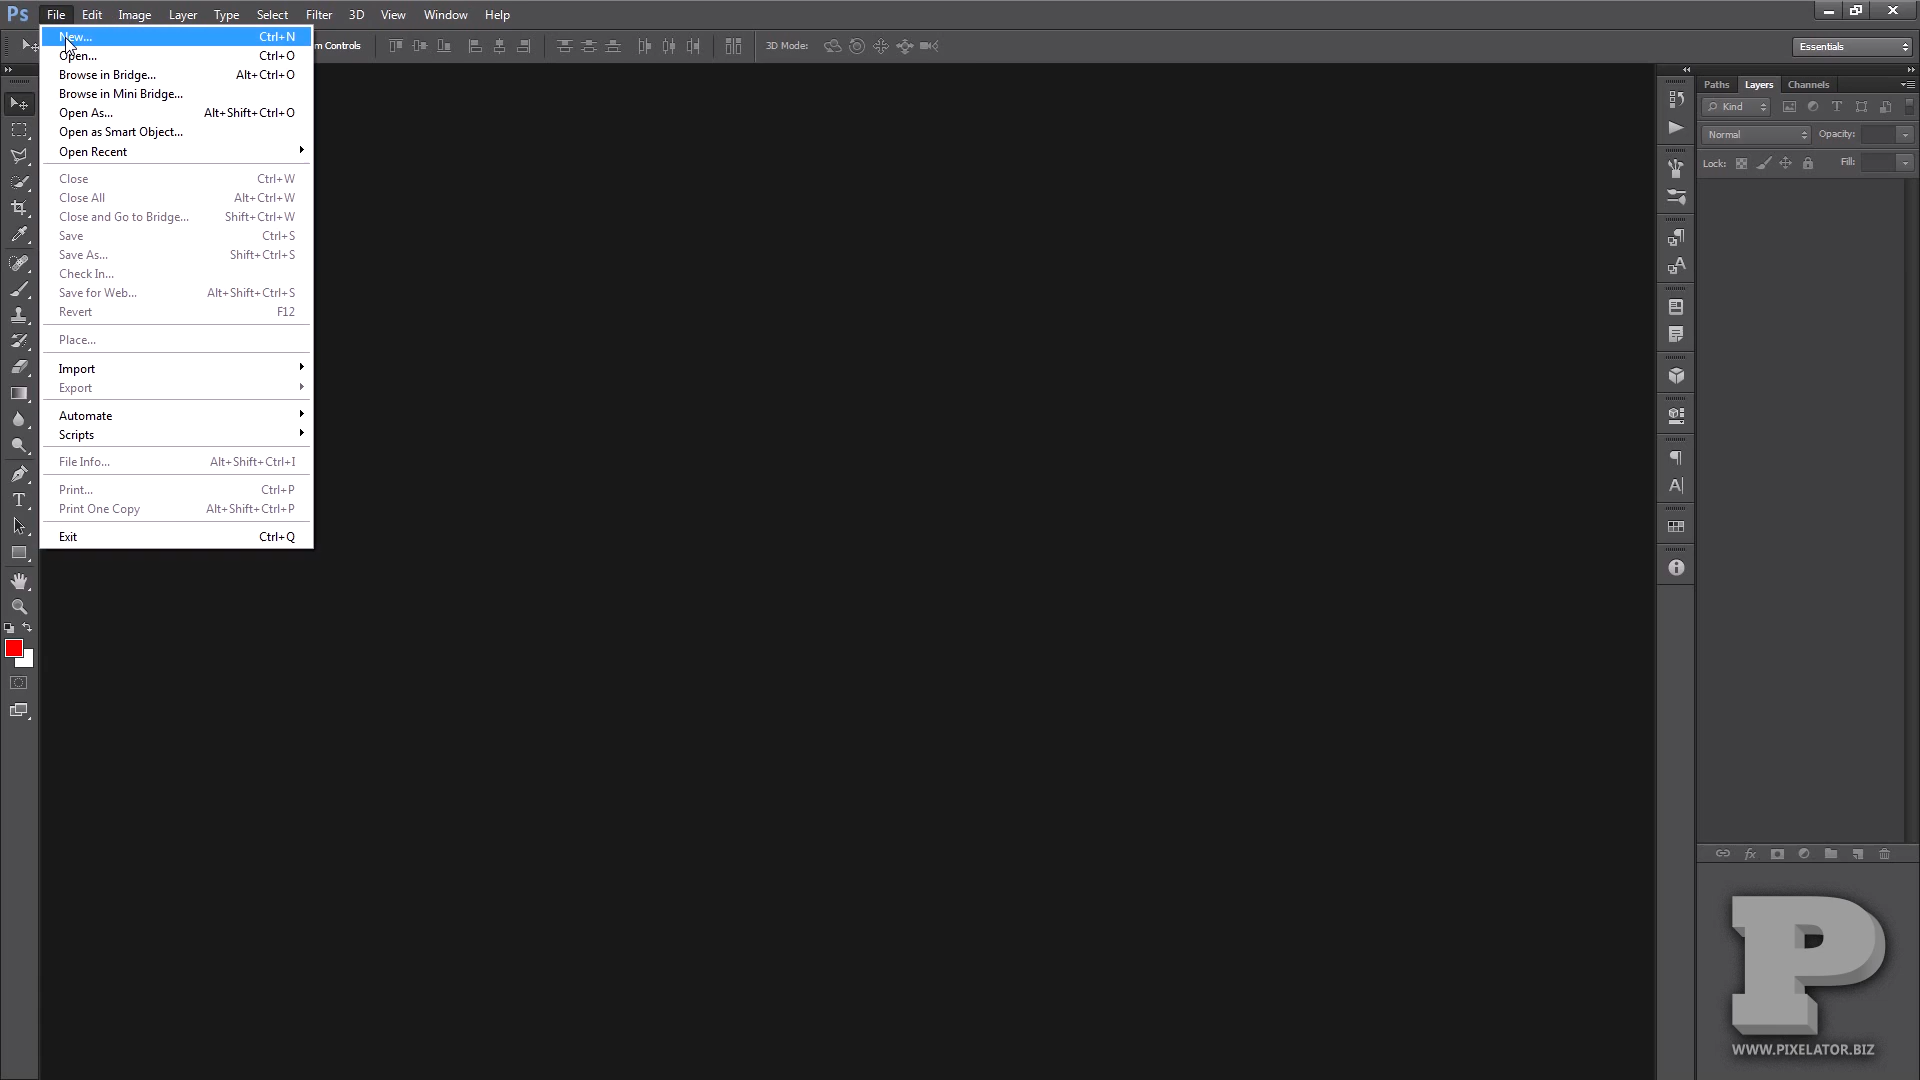 Ps File Edit Image Layer Type Select Filter 3D View Window Help
New... Ctrl+N
m Controls
3D Mode:
Essentials
Open... Ctrl+O
Browse in Bridge... Alt+Ctrl+O
Browse in Mini Bridge...
Open As... Alt+Shift+Ctrl+O
Open as Smart Object...
Open Recent
Close Ctrl+W
Close All Alt+Ctrl+W
Close and Go to Bridge... Shift+Ctrl+W
Save Ctrl+S
Save As... Shift+Ctrl+S
Check In...
Save for Web... Alt+Shift+Ctrl+S
Revert F12
Place...
Import
Export
Automate
Scripts
File Info... Alt+Shift+Ctrl+I
Print... Ctrl+P
Print One Copy Alt+Shift+Ctrl+P
Exit Ctrl+Q
Paths Layers Channels
Kind
Normal Opacity:
Lock: Fill:
fx
P
WWW.PIXELATOR.BIZ